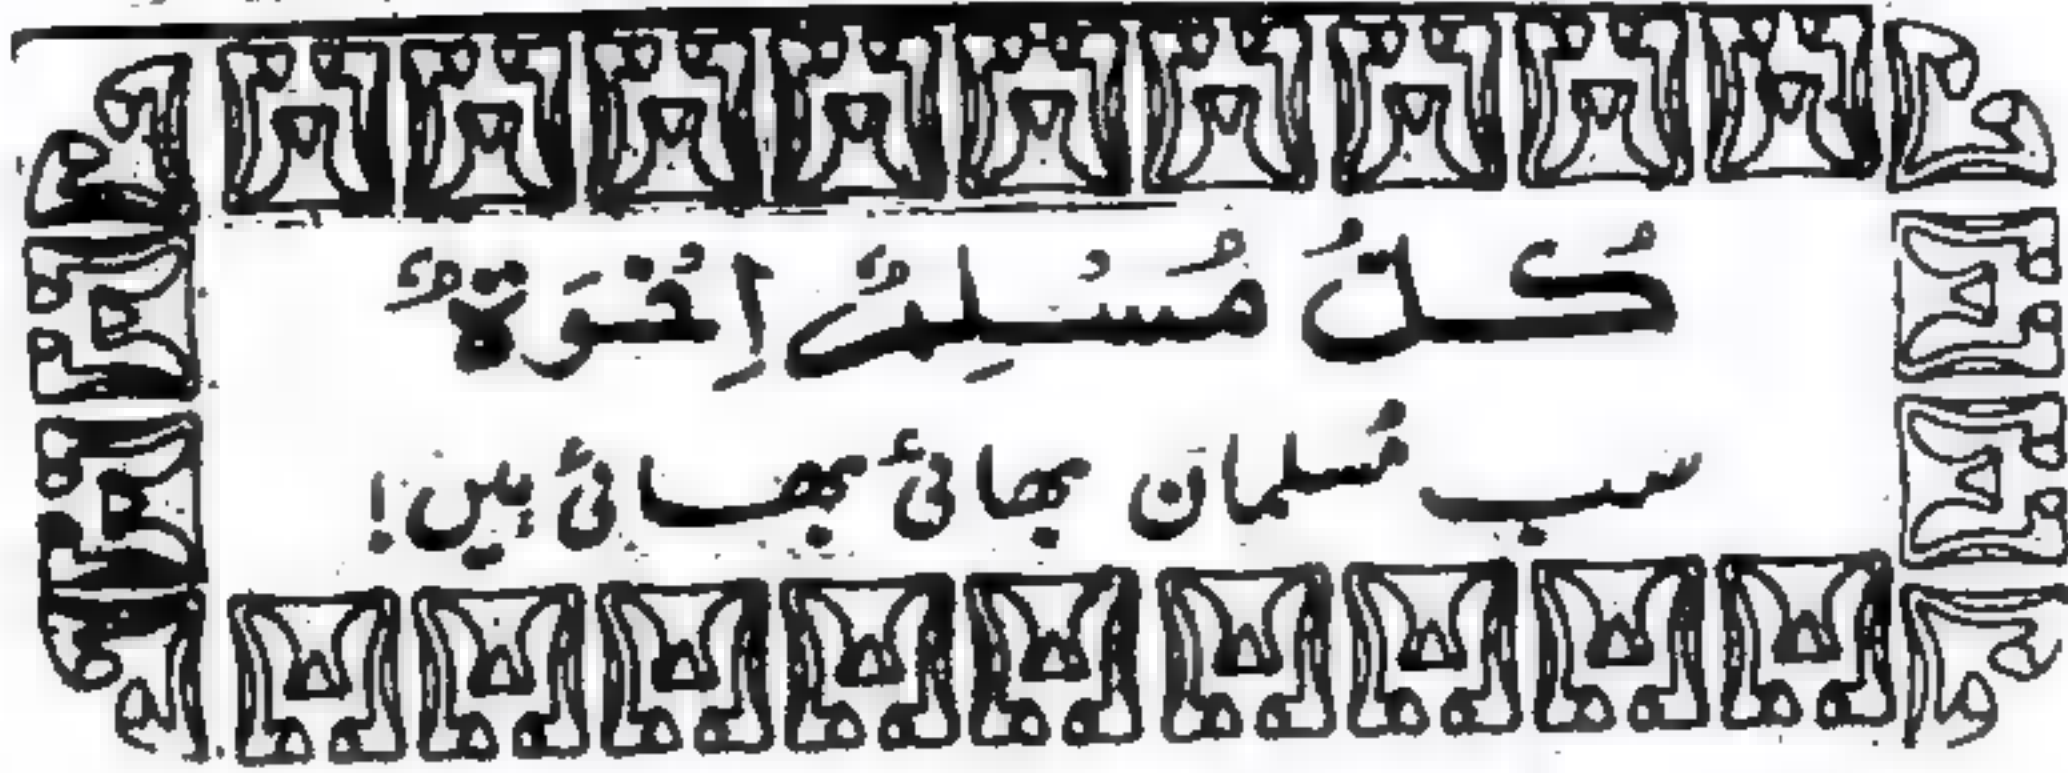 كُلُّ مُسْلِمٌ اِخْوَةٌ
سب مُسلمان بھائی بھائی ہیں!